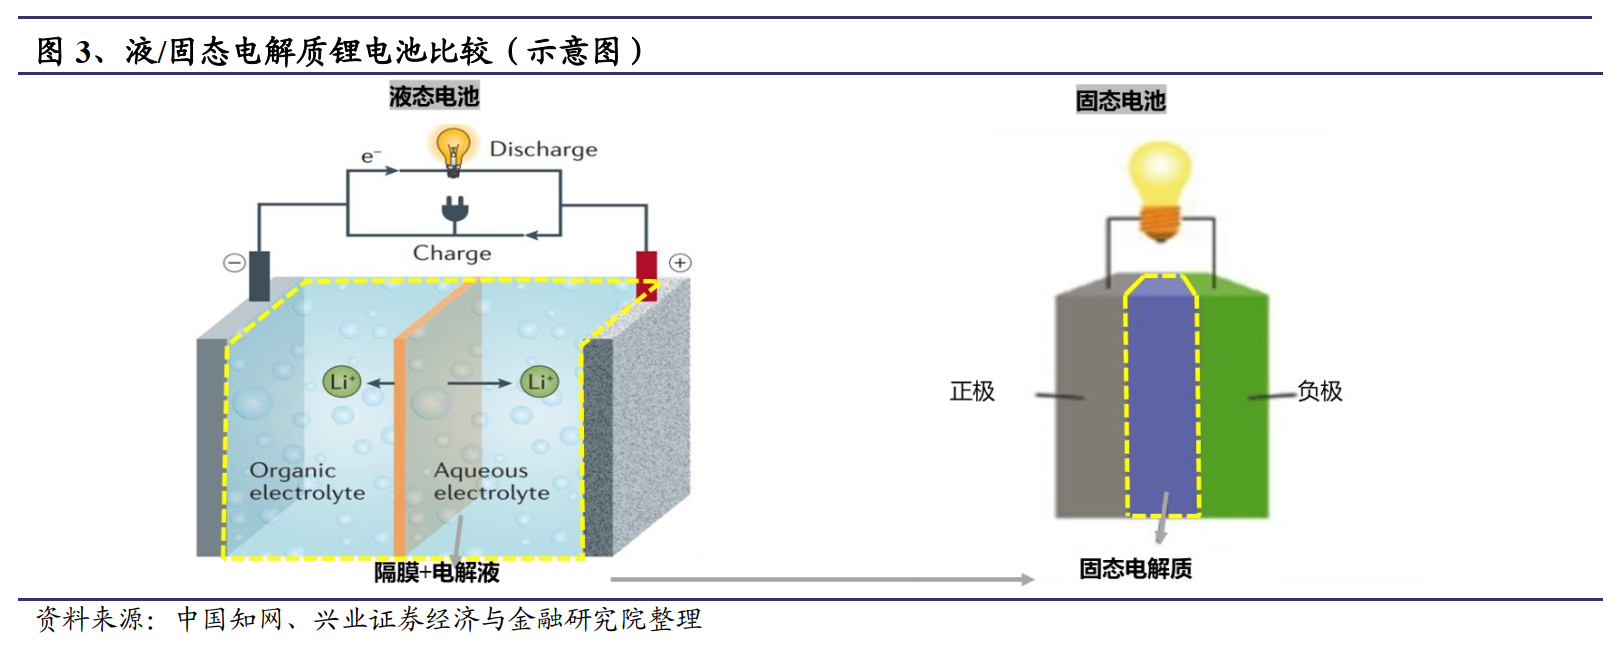 图 3、液/固态电解质锂电池比较（示意图）
液态电池
固态电池
e⁻
Discharge
Charge
−
+
Li⁺
Li⁺
正极
负极
Organic
electrolyte
Aqueous
electrolyte
隔膜+电解液
固态电解质
资料来源：中国知网、兴业证券经济与金融研究院整理